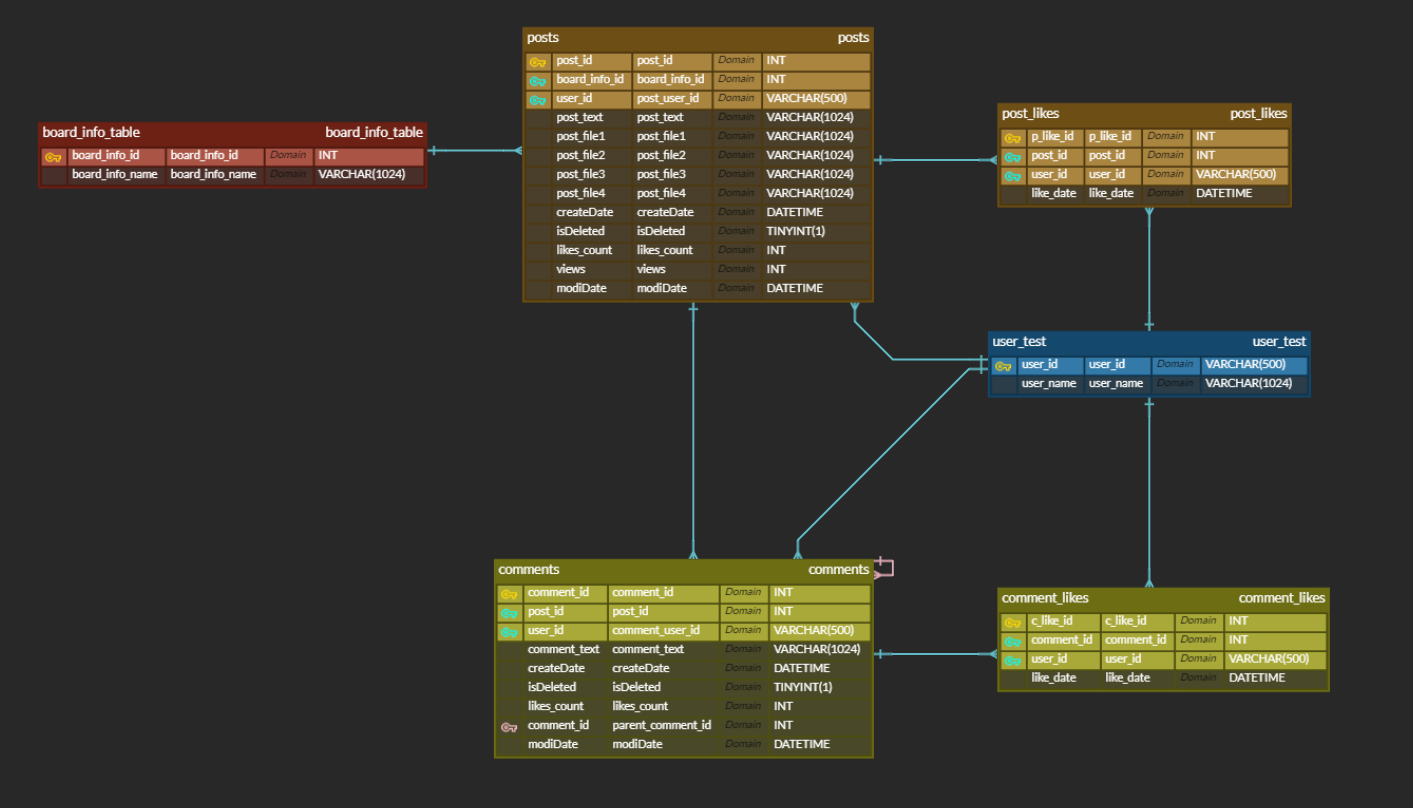 posts posts
post_id post_id Domain INT
board_info_id board_info_id Domain INT
user_id post_user_id Domain VARCHAR(500)
post_text post_text Domain VARCHAR(1024)
post_file1 post_file1 Domain VARCHAR(1024)
post_file2 post_file2 Domain VARCHAR(1024)
post_file3 post_file3 Domain VARCHAR(1024)
post_file4 post_file4 Domain VARCHAR(1024)
createDate createDate Domain DATETIME
isDeleted isDeleted Domain TINYINT(1)
likes_count likes_count Domain INT
views views Domain INT
modiDate modiDate Domain DATETIME
board_info_table board_info_table
board_info_id board_info_id Domain INT
board_info_name board_info_name Domain VARCHAR(1024)
post_likes post_likes
p_like_id p_like_id Domain INT
post_id post_id Domain INT
user_id user_id Domain VARCHAR(500)
like_date like_date Domain DATETIME
user_test user_test
user_id user_id Domain VARCHAR(500)
user_name user_name Domain VARCHAR(1024)
comments comments
comment_id comment_id Domain INT
post_id post_id Domain INT
user_id comment_user_id Domain VARCHAR(500)
comment_text comment_text Domain VARCHAR(1024)
createDate createDate Domain DATETIME
isDeleted isDeleted Domain TINYINT(1)
likes_count likes_count Domain INT
comment_id parent_comment_id Domain INT
modiDate modiDate Domain DATETIME
comment_likes comment_likes
c_like_id c_like_id Domain INT
comment_id comment_id Domain INT
user_id user_id Domain VARCHAR(500)
like_date like_date Domain DATETIME